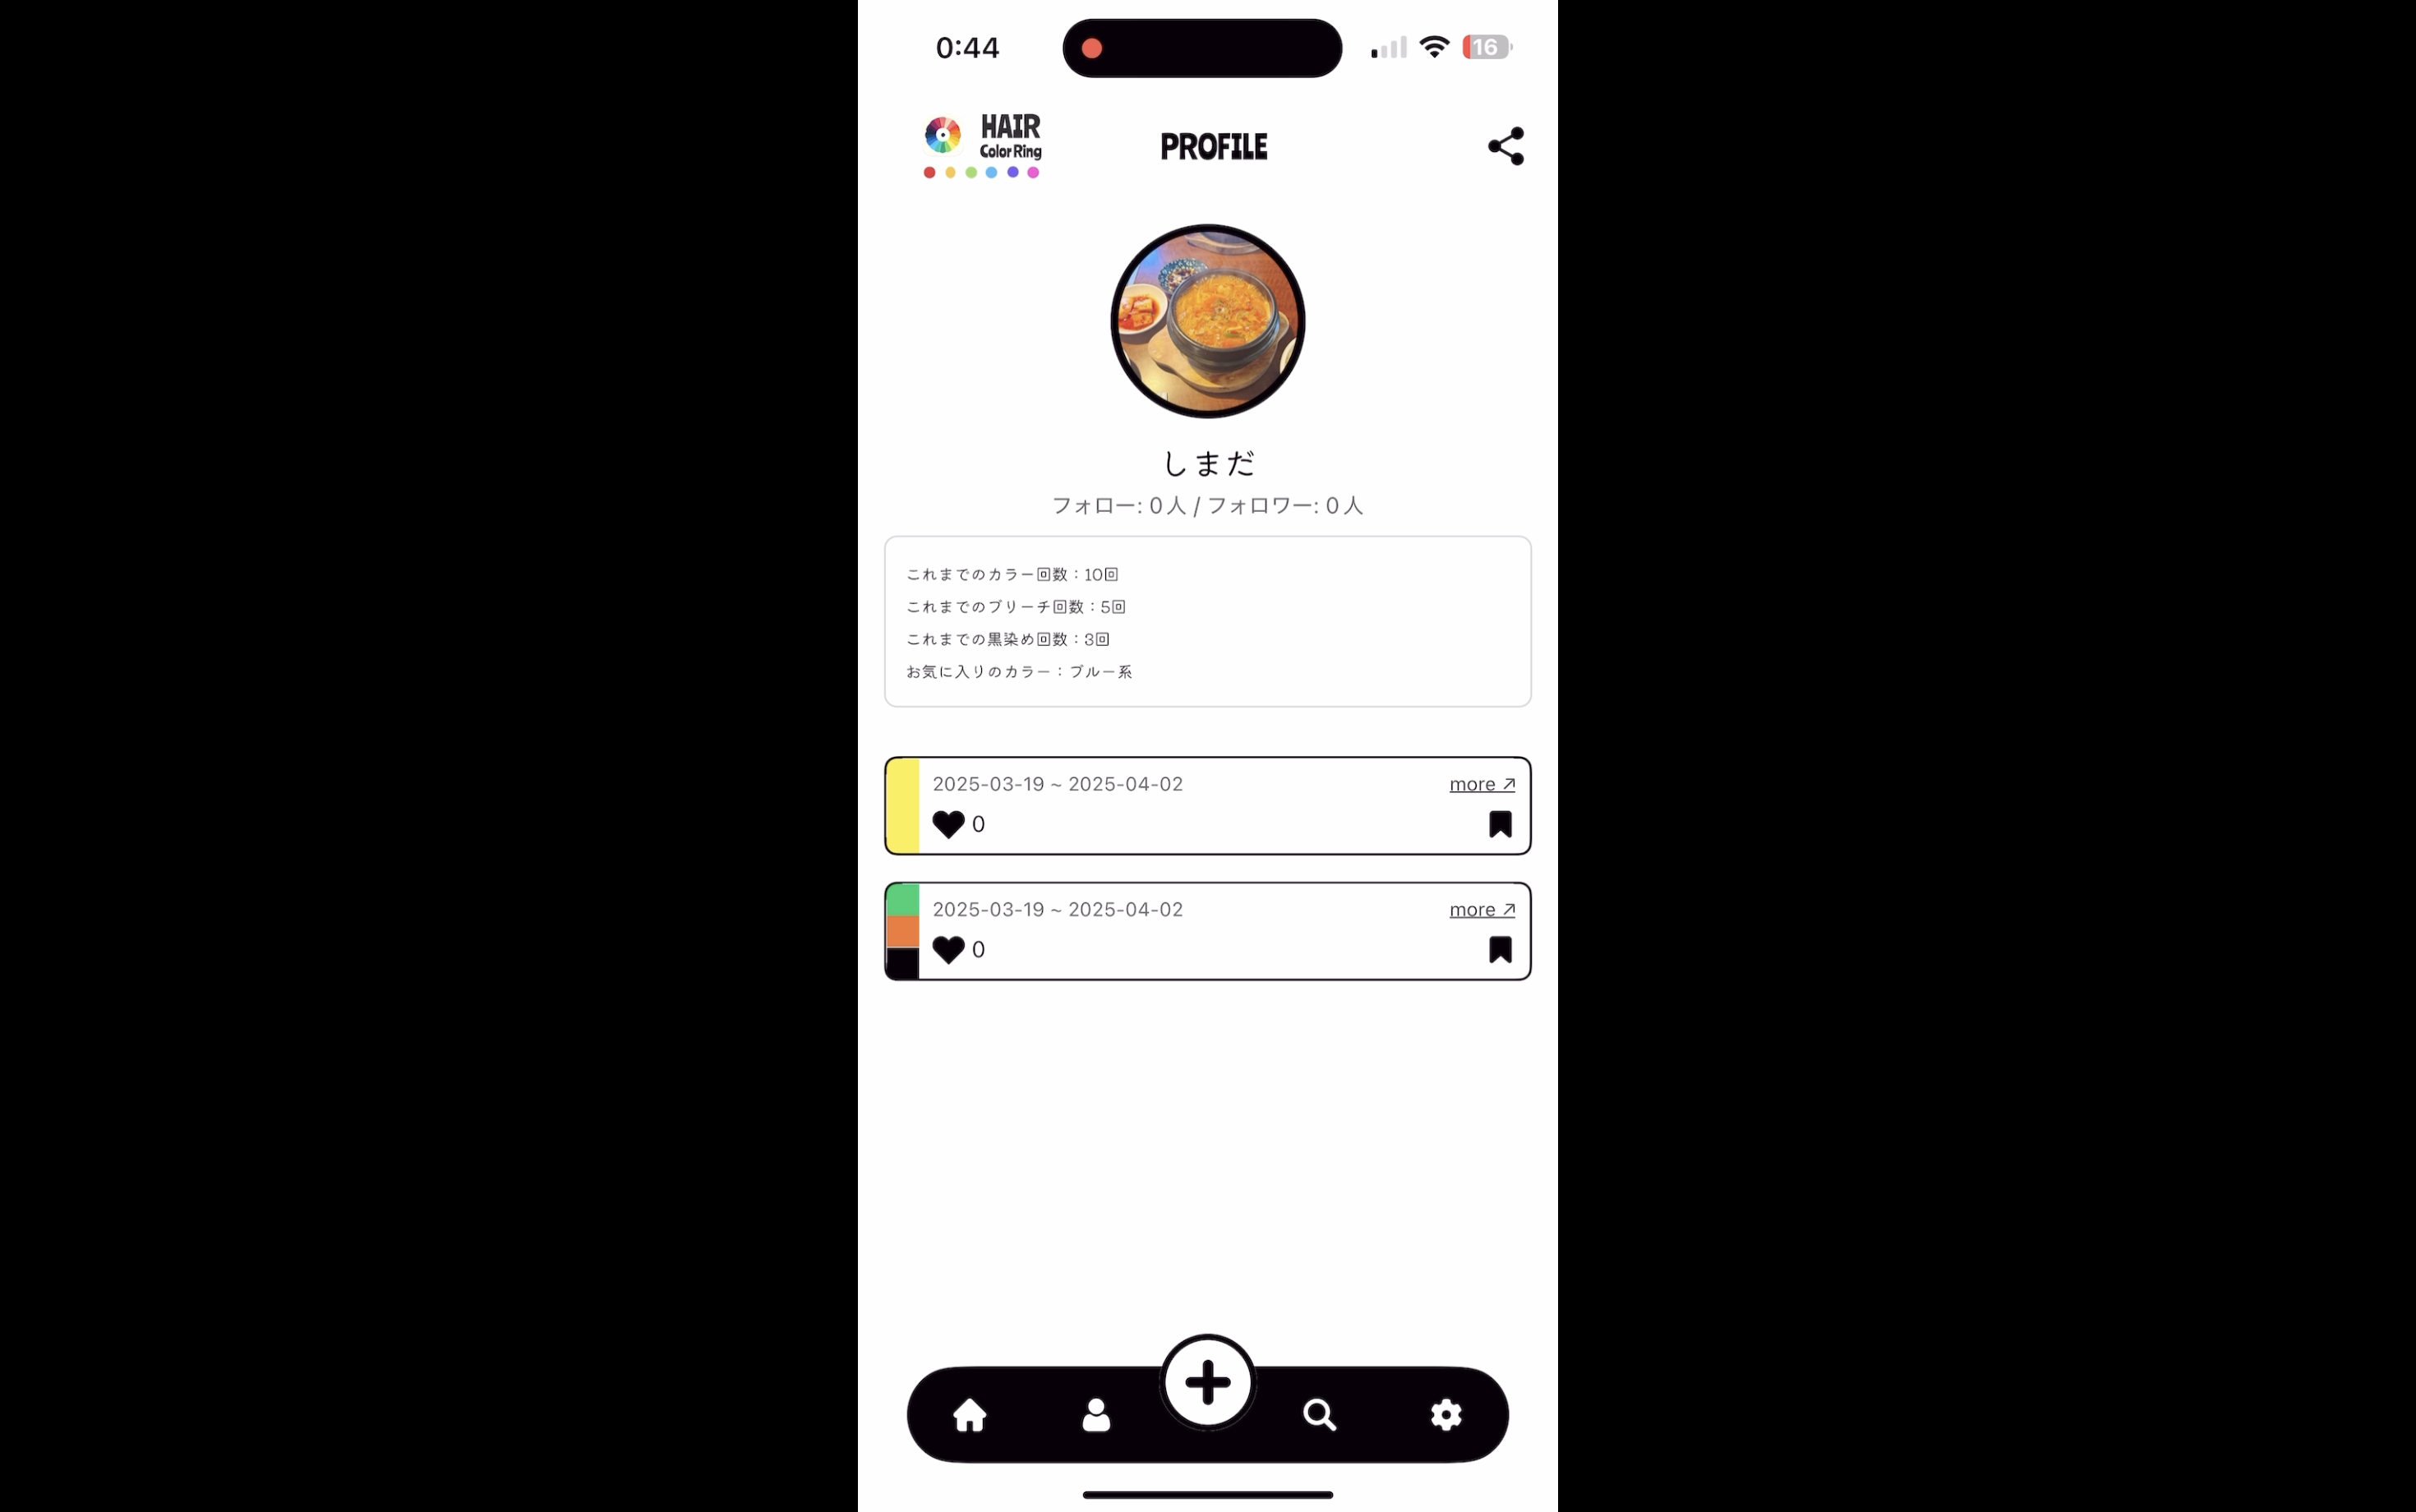 0:44
16
HAIR
Color Ring
PROFILE
しまだ
フォロー: 0人 / フォロワー: 0人
これまでのカラー回数：10回
これまでのブリーチ回数：5回
これまでの黒染め回数：3回
お気に入りのカラー：ブルー系
2025-03-19 ~ 2025-04-02
more ↗
0
2025-03-19 ~ 2025-04-02
more ↗
0